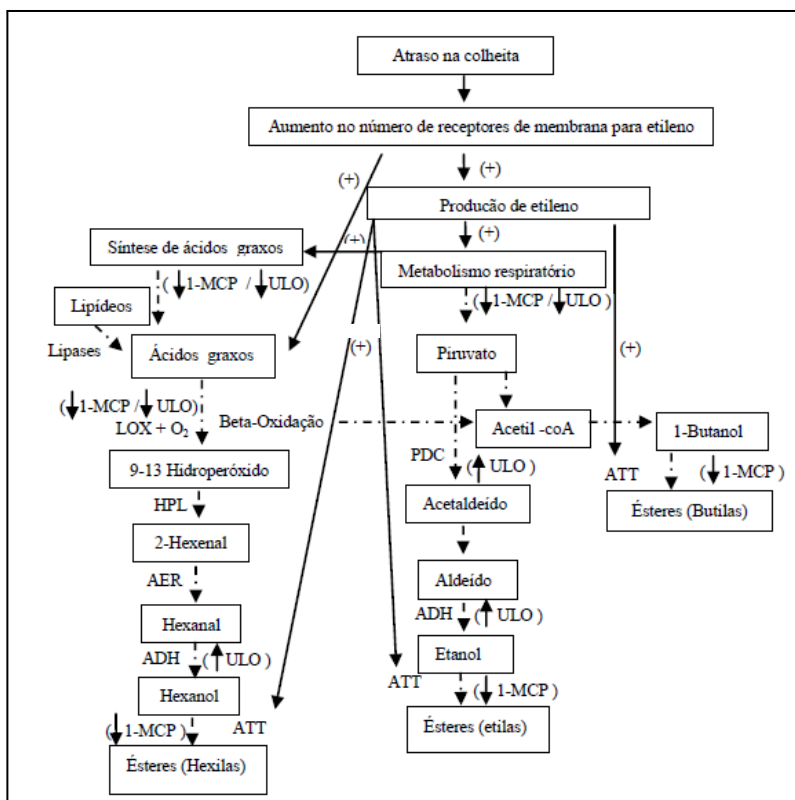 Atraso na colheita
Aumento no número de receptores de membrana para etileno
(+)
(+)
Producão de etileno
(+)
(+)
Síntese de ácidos graxos
Metabolismo respiratório
(↓1-MCP / ↓ULO)
(↓1-MCP / ↓ULO )
Lipídeos
Lipases
Ácidos graxos
(+)
Piruvato
(+)
(↓1-MCP /↓ULO)
LOX + O₂
Beta-Oxidação
Acetil -coA
1-Butanol
9-13 Hidroperóxido
PDC
(↑ULO )
ATT
(↓1-MCP )
HPL
Acetaldeído
Ésteres (Butilas)
2-Hexenal
AER
Aldeído
Hexanal
ADH
(↑ULO )
ADH
(↑ULO )
Etanol
Hexanol
ATT
(↓1-MCP )
(↓1-MCP )
ATT
Ésteres (etilas)
Ésteres (Hexilas)